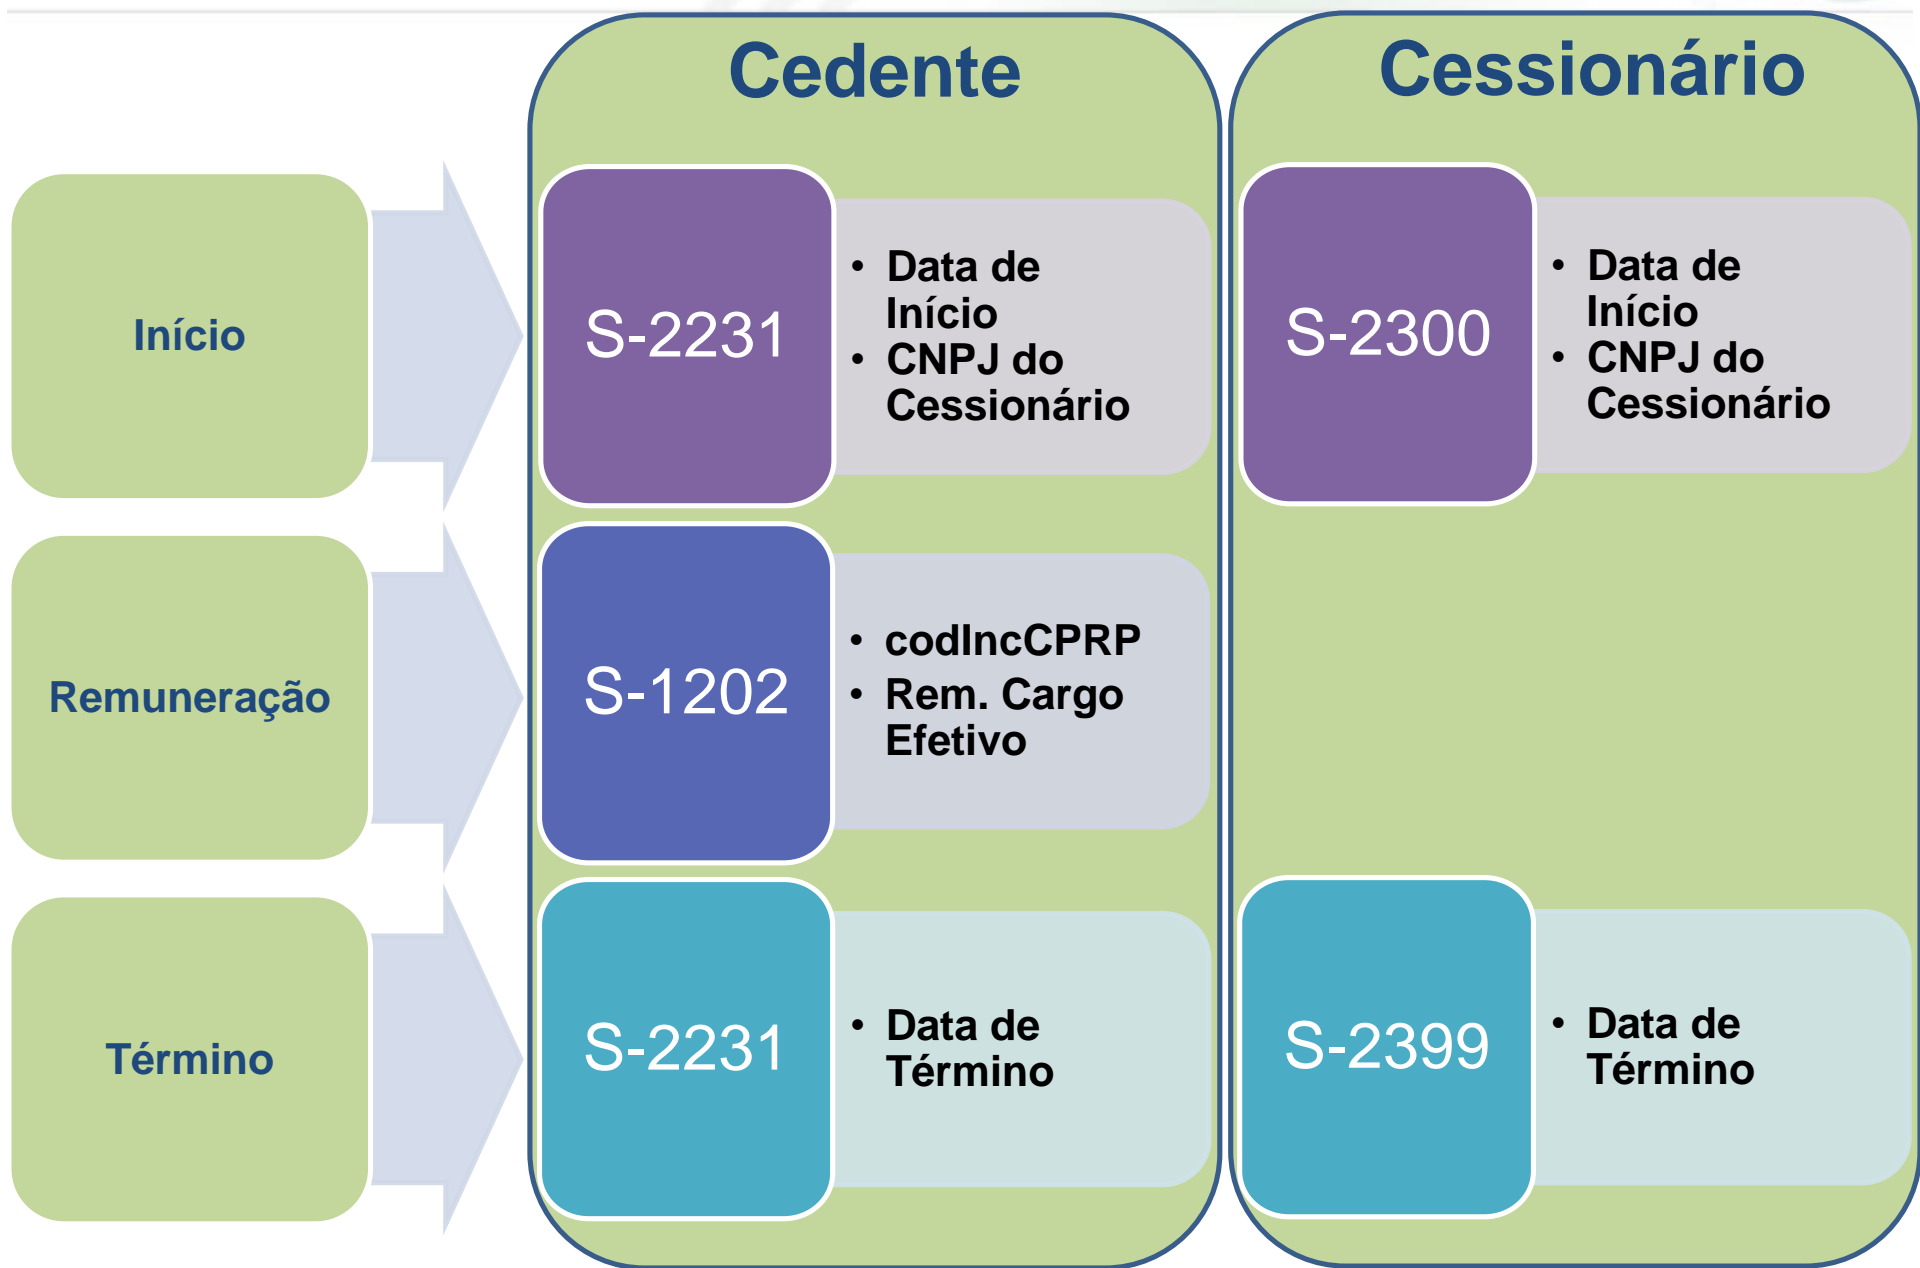 Cedente
Cessionário
Início
S-2231
• Data de
Início
• CNPJ do
Cessionário
S-2300
• Data de
Início
• CNPJ do
Cessionário
Remuneração
S-1202
• codIncCPRP
• Rem. Cargo
Efetivo
Término
S-2231
• Data de
Término
S-2399
• Data de
Término